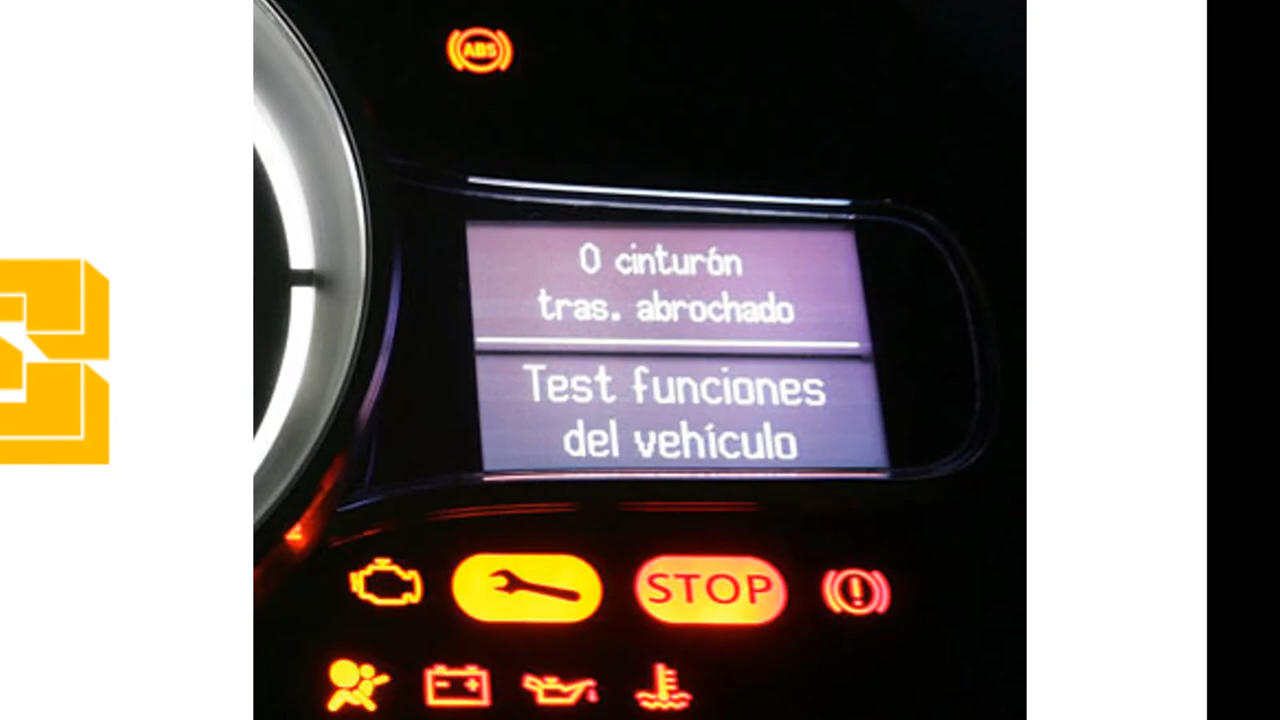 ABS
0 cinturón
tras. abrochado
Test funciones
del vehículo
STOP